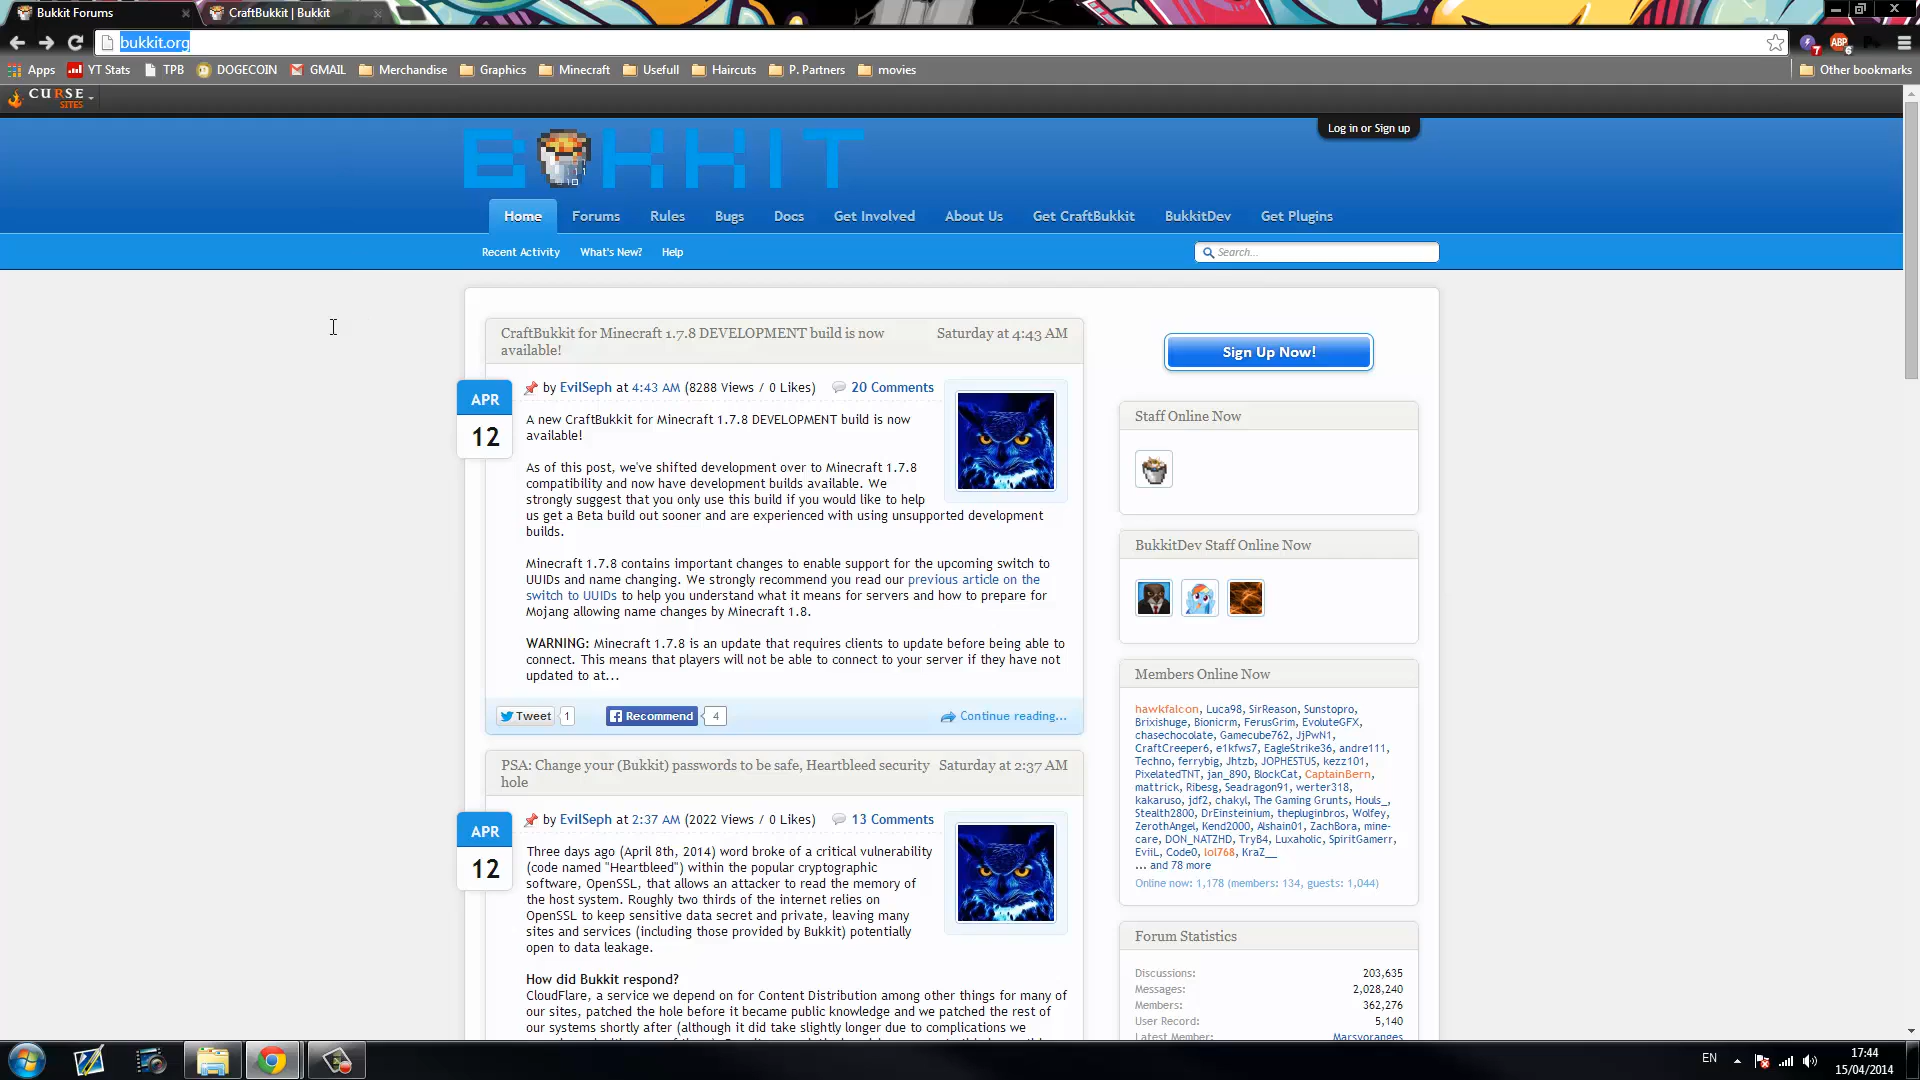 Bukkit Forums
CraftBukkit | Bukkit
bukkit.org
Apps
YT Stats
TPB
DOGECOIN
GMAIL
Merchandise
Graphics
Minecraft
Usefull
Haircuts
P. Partners
movies
Other bookmarks
CURSE
SITES
Log in or Sign up
BUKKIT
Home
Forums
Rules
Bugs
Docs
Get Involved
About Us
Get CraftBukkit
BukkitDev
Get Plugins
Recent Activity
What's New?
Help
Search...
CraftBukkit for Minecraft 1.7.8 DEVELOPMENT build is now
available!
Saturday at 4:43 AM
APR
12
by EvilSeph at 4:43 AM (8288 Views / 0 Likes)
20 Comments
A new CraftBukkit for Minecraft 1.7.8 DEVELOPMENT build is now
available!
As of this post, we've shifted development over to Minecraft 1.7.8
compatibility and now have development builds available. We
strongly suggest that you only use this build if you would like to help
us get a Beta build out sooner and are experienced with using unsupported development
builds.
Minecraft 1.7.8 contains important changes to enable support for the upcoming switch to
UUIDs and name changing. We strongly recommend you read our previous article on the
switch to UUIDs to help you understand what it means for servers and how to prepare for
Mojang allowing name changes by Minecraft 1.8.
WARNING: Minecraft 1.7.8 is an update that requires clients to update before being able to
connect. This means that players will not be able to connect to your server if they have not
updated to at...
Tweet
1
Recommend
4
Continue reading...
PSA: Change your (Bukkit) passwords to be safe, Heartbleed security
hole
Saturday at 2:37 AM
APR
12
by EvilSeph at 2:37 AM (2022 Views / 0 Likes)
13 Comments
Three days ago (April 8th, 2014) word broke of a critical vulnerability
(code named "Heartbleed") within the popular cryptographic
software, OpenSSL, that allows an attacker to read the memory of
the host system. Roughly two thirds of the internet relies on
OpenSSL to keep sensitive data secret and private, leaving many
sites and services (including those provided by Bukkit) potentially
open to data leakage.
How did Bukkit respond?
CloudFlare, a service we depend on for Content Distribution among other things for many of
our sites, patched the hole before it became public knowledge and we patched the rest of
our systems shortly after (although it did take slightly longer due to complications we
Sign Up Now!
Staff Online Now
BukkitDev Staff Online Now
Members Online Now
hawkfalcon, Luca98, SirReason, Sunstopro,
Brixishuge, Bionicrm, FerusGrim, EvoluteGFX,
chasechocolate, Gamecube762, JjPwN1,
CraftCreeper6, e1kfws7, EagleStrike36, andre111,
Techno, ferrybig, Jhtzb, JOPHESTUS, kezz101,
PixelatedTNT, jan_890, BlockCat, CaptainBern,
mattrick, Ribesg, Seadragon91, werter318,
kakaruso, jdf2, chakyl, The Gaming Grunts, Houls_,
Stealth2800, DrEinsteinium, thepluginbros, Wolfey,
ZerothAngel, Kend2000, Alshain01, ZachBora, mine-
care, DON_NATZHD, TryB4, Luxaholic, SpiritGamerr,
EviiL, Code0, lol768, KraZ__
... and 78 more
Online now: 1,178 (members: 134, guests: 1,044)
Forum Statistics
Discussions: 203,635
Messages: 2,028,240
Members: 362,276
User Record: 5,140
Latest Member: Marsvoranges
EN
17:44
15/04/2014